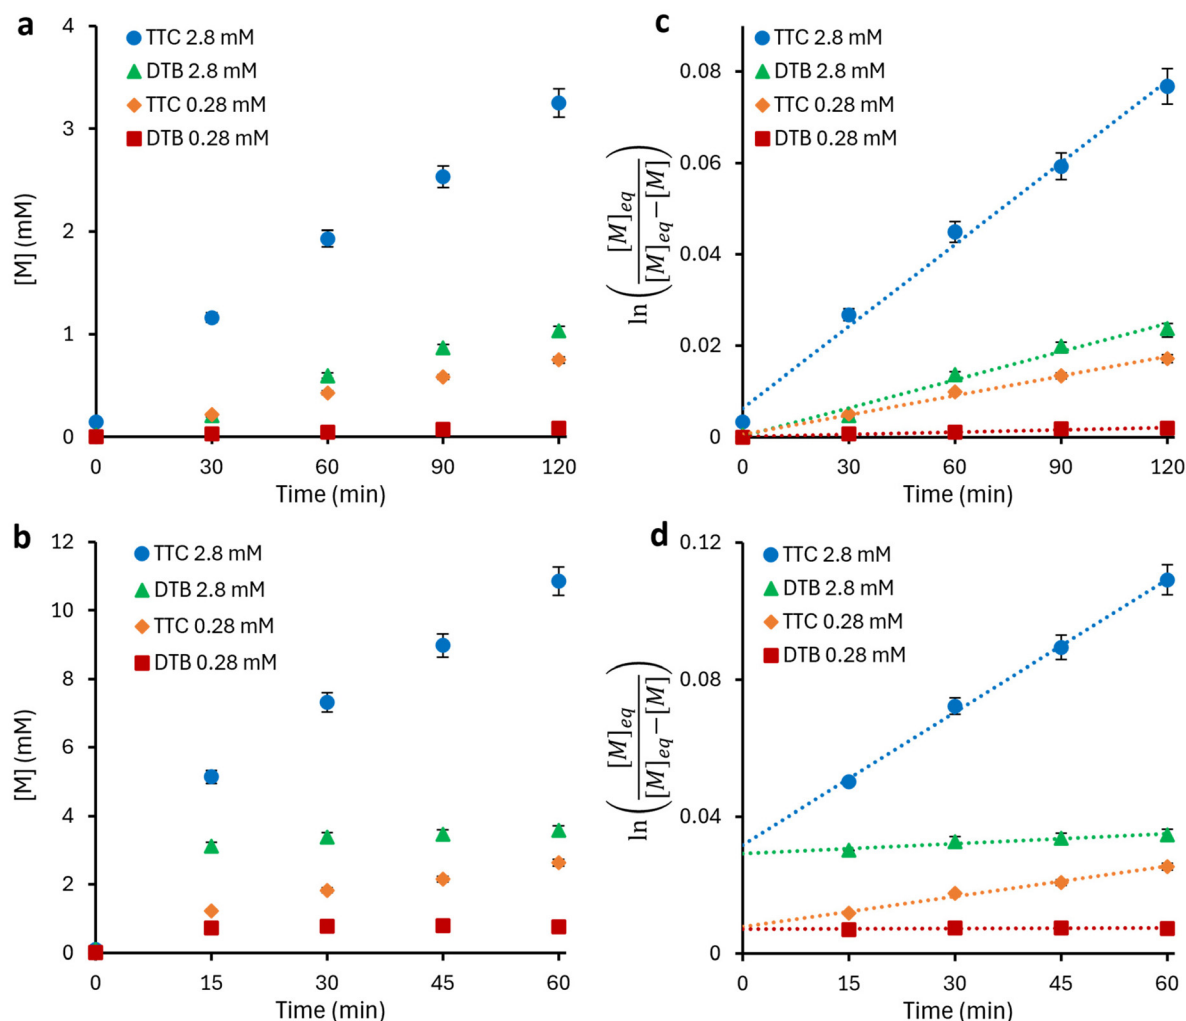 a
4
3
2
1
0
[M] (mM)
TTC 2.8 mM
DTB 2.8 mM
TTC 0.28 mM
DTB 0.28 mM
0 30 60 90 120
Time (min)
c
0.08
0.06
0.04
0.02
0
ln ([M]eq / [M]eq−[M])
TTC 2.8 mM
DTB 2.8 mM
TTC 0.28 mM
DTB 0.28 mM
0 30 60 90 120
Time (min)
b
12
10
8
6
4
2
0
[M] (mM)
TTC 2.8 mM
DTB 2.8 mM
TTC 0.28 mM
DTB 0.28 mM
0 15 30 45 60
Time (min)
d
0.12
0.08
0.04
0
ln ([M]eq / [M]eq−[M])
TTC 2.8 mM
DTB 2.8 mM
TTC 0.28 mM
DTB 0.28 mM
0 15 30 45 60
Time (min)